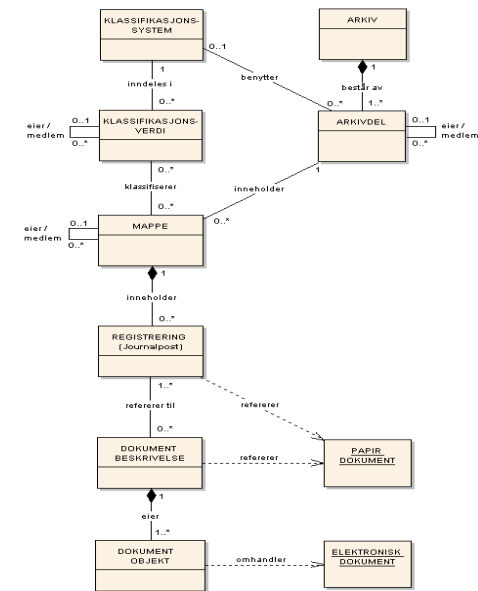 KLASSIFIKASJONS-
SYSTEM
ARKIV
0..1
1
1
benytter
inndeles i
består av
0..*
0..*
1..*
KLASSIFIKASJONS-
VERDI
ARKIVDEL
eier /
medlem
0..1
0..*
0..1
0..*
eier /
medlem
0..*
1
klassifiserer
inneholder
0..*
0..*
MAPPE
eier /
medlem
0..1
0..*
1
inneholder
0..*
REGISTRERING
(Journalpost)
1..*
refererer til
refererer
0..*
DOKUMENT
BESKRIVELSE
refererer
PAPIR
DOKUMENT
1
eier
1..*
DOKUMENT
OBJEKT
omhandler
ELEKTRONISK
DOKUMENT